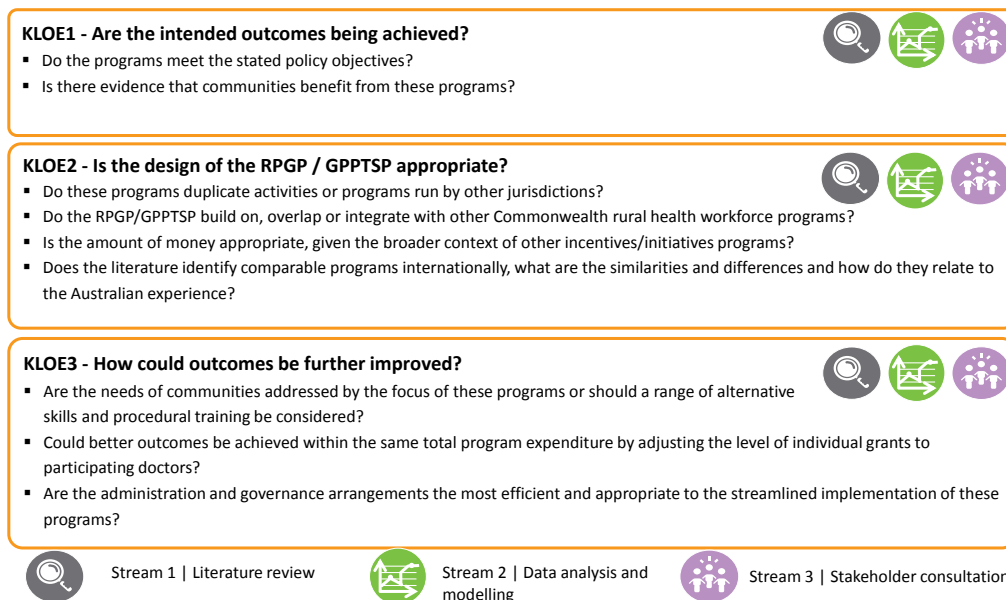 KLOE1 - Are the intended outcomes being achieved?
▪ Do the programs meet the stated policy objectives?
▪ Is there evidence that communities benefit from these programs?
KLOE2 - Is the design of the RPGP / GPPTSP appropriate?
▪ Do these programs duplicate activities or programs run by other jurisdictions?
▪ Do the RPGP/GPPTSP build on, overlap or integrate with other Commonwealth rural health workforce programs?
▪ Is the amount of money appropriate, given the broader context of other incentives/initiatives programs?
▪ Does the literature identify comparable programs internationally, what are the similarities and differences and how do they relate to
the Australian experience?
KLOE3 - How could outcomes be further improved?
▪ Are the needs of communities addressed by the focus of these programs or should a range of alternative
skills and procedural training be considered?
▪ Could better outcomes be achieved within the same total program expenditure by adjusting the level of individual grants to
participating doctors?
▪ Are the administration and governance arrangements the most efficient and appropriate to the streamlined implementation of these
programs?
Stream 1 | Literature review
Stream 2 | Data analysis and
modelling
Stream 3 | Stakeholder consultation